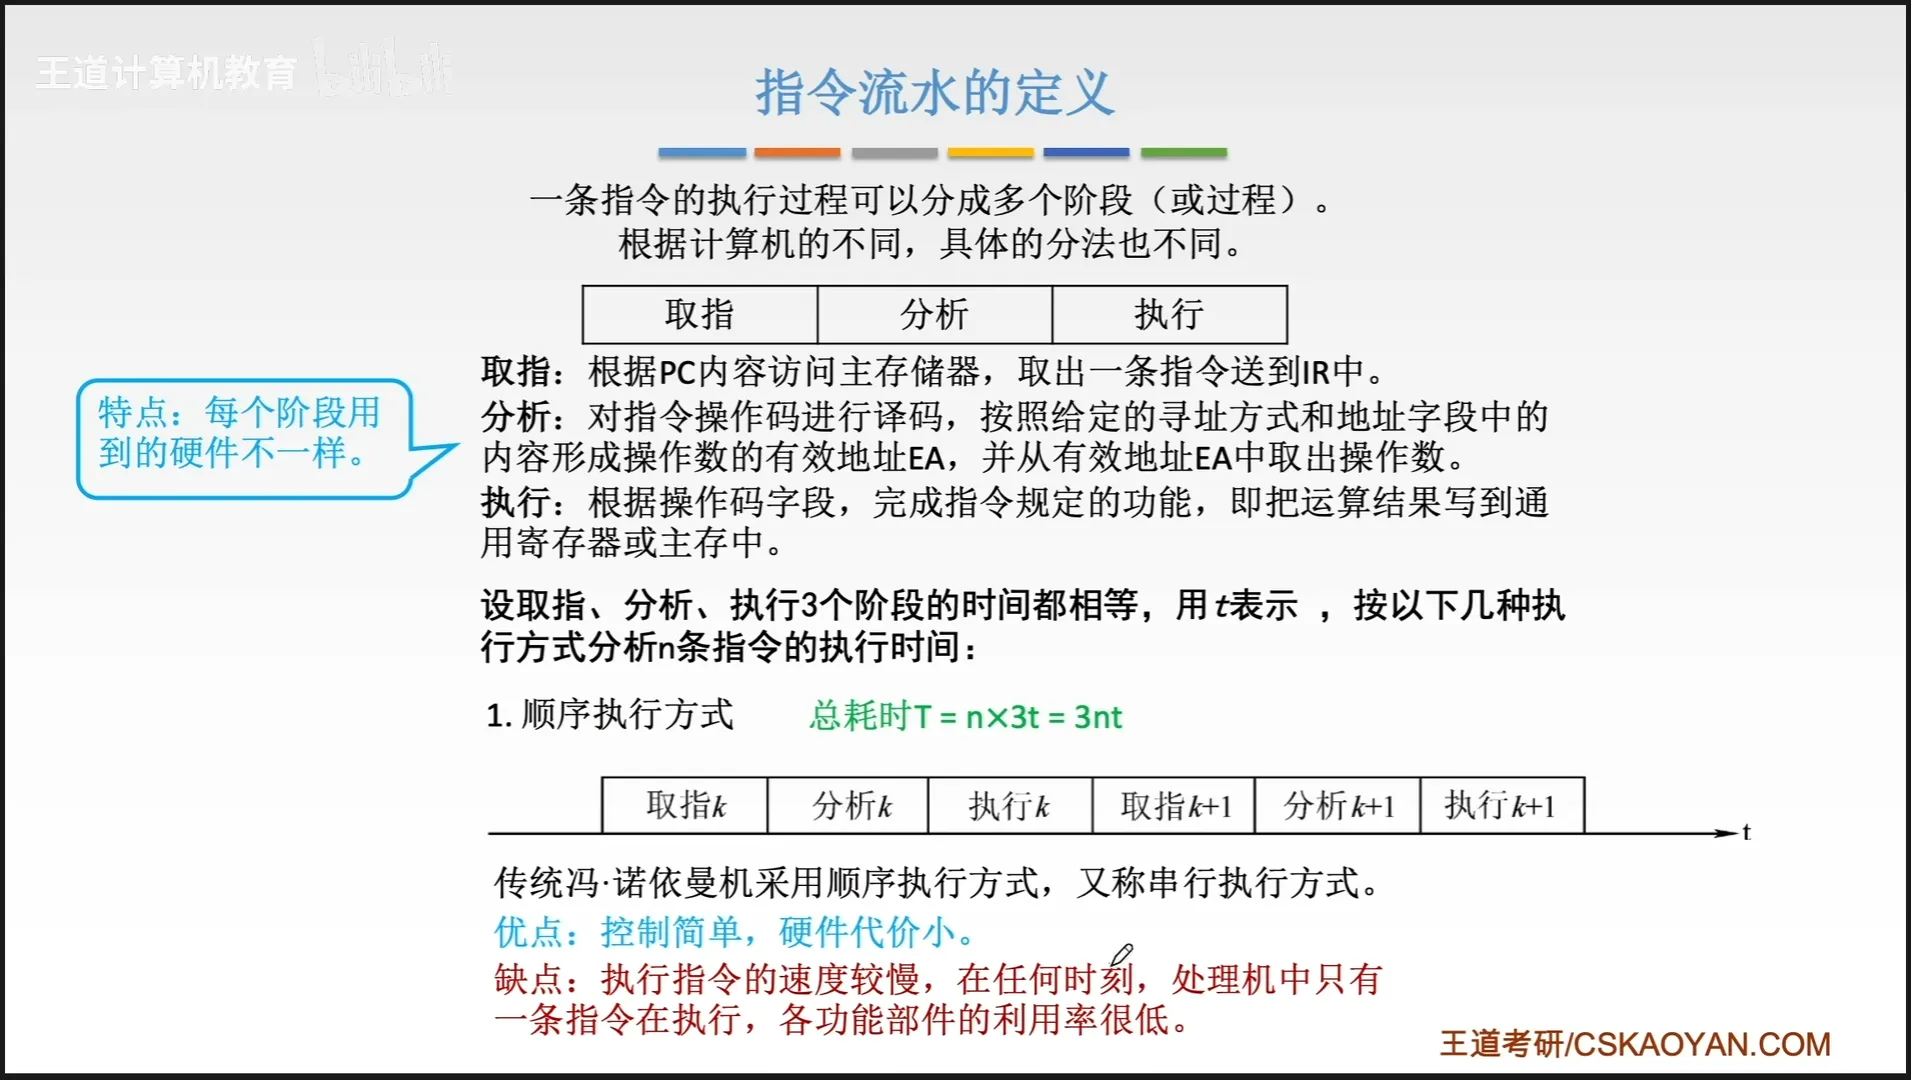 王道计算机教育 bilibili
指令流水的定义
一条指令的执行过程可以分成多个阶段（或过程）。
根据计算机的不同，具体的分法也不同。
取指 分析 执行
特点：每个阶段用
到的硬件不一样。
取指：根据PC内容访问主存储器，取出一条指令送到IR中。
分析：对指令操作码进行译码，按照给定的寻址方式和地址字段中的
内容形成操作数的有效地址EA，并从有效地址EA中取出操作数。
执行：根据操作码字段，完成指令规定的功能，即把运算结果写到通
用寄存器或主存中。
设取指、分析、执行3个阶段的时间都相等，用t表示 ，按以下几种执
行方式分析n条指令的执行时间：
1. 顺序执行方式 总耗时T = n×3t = 3nt
取指k 分析k 执行k 取指k+1 分析k+1 执行k+1
t
传统冯·诺依曼机采用顺序执行方式，又称串行执行方式。
优点：控制简单，硬件代价小。
缺点：执行指令的速度较慢，在任何时刻，处理机中只有
一条指令在执行，各功能部件的利用率很低。
王道考研/CSKAOYAN.COM